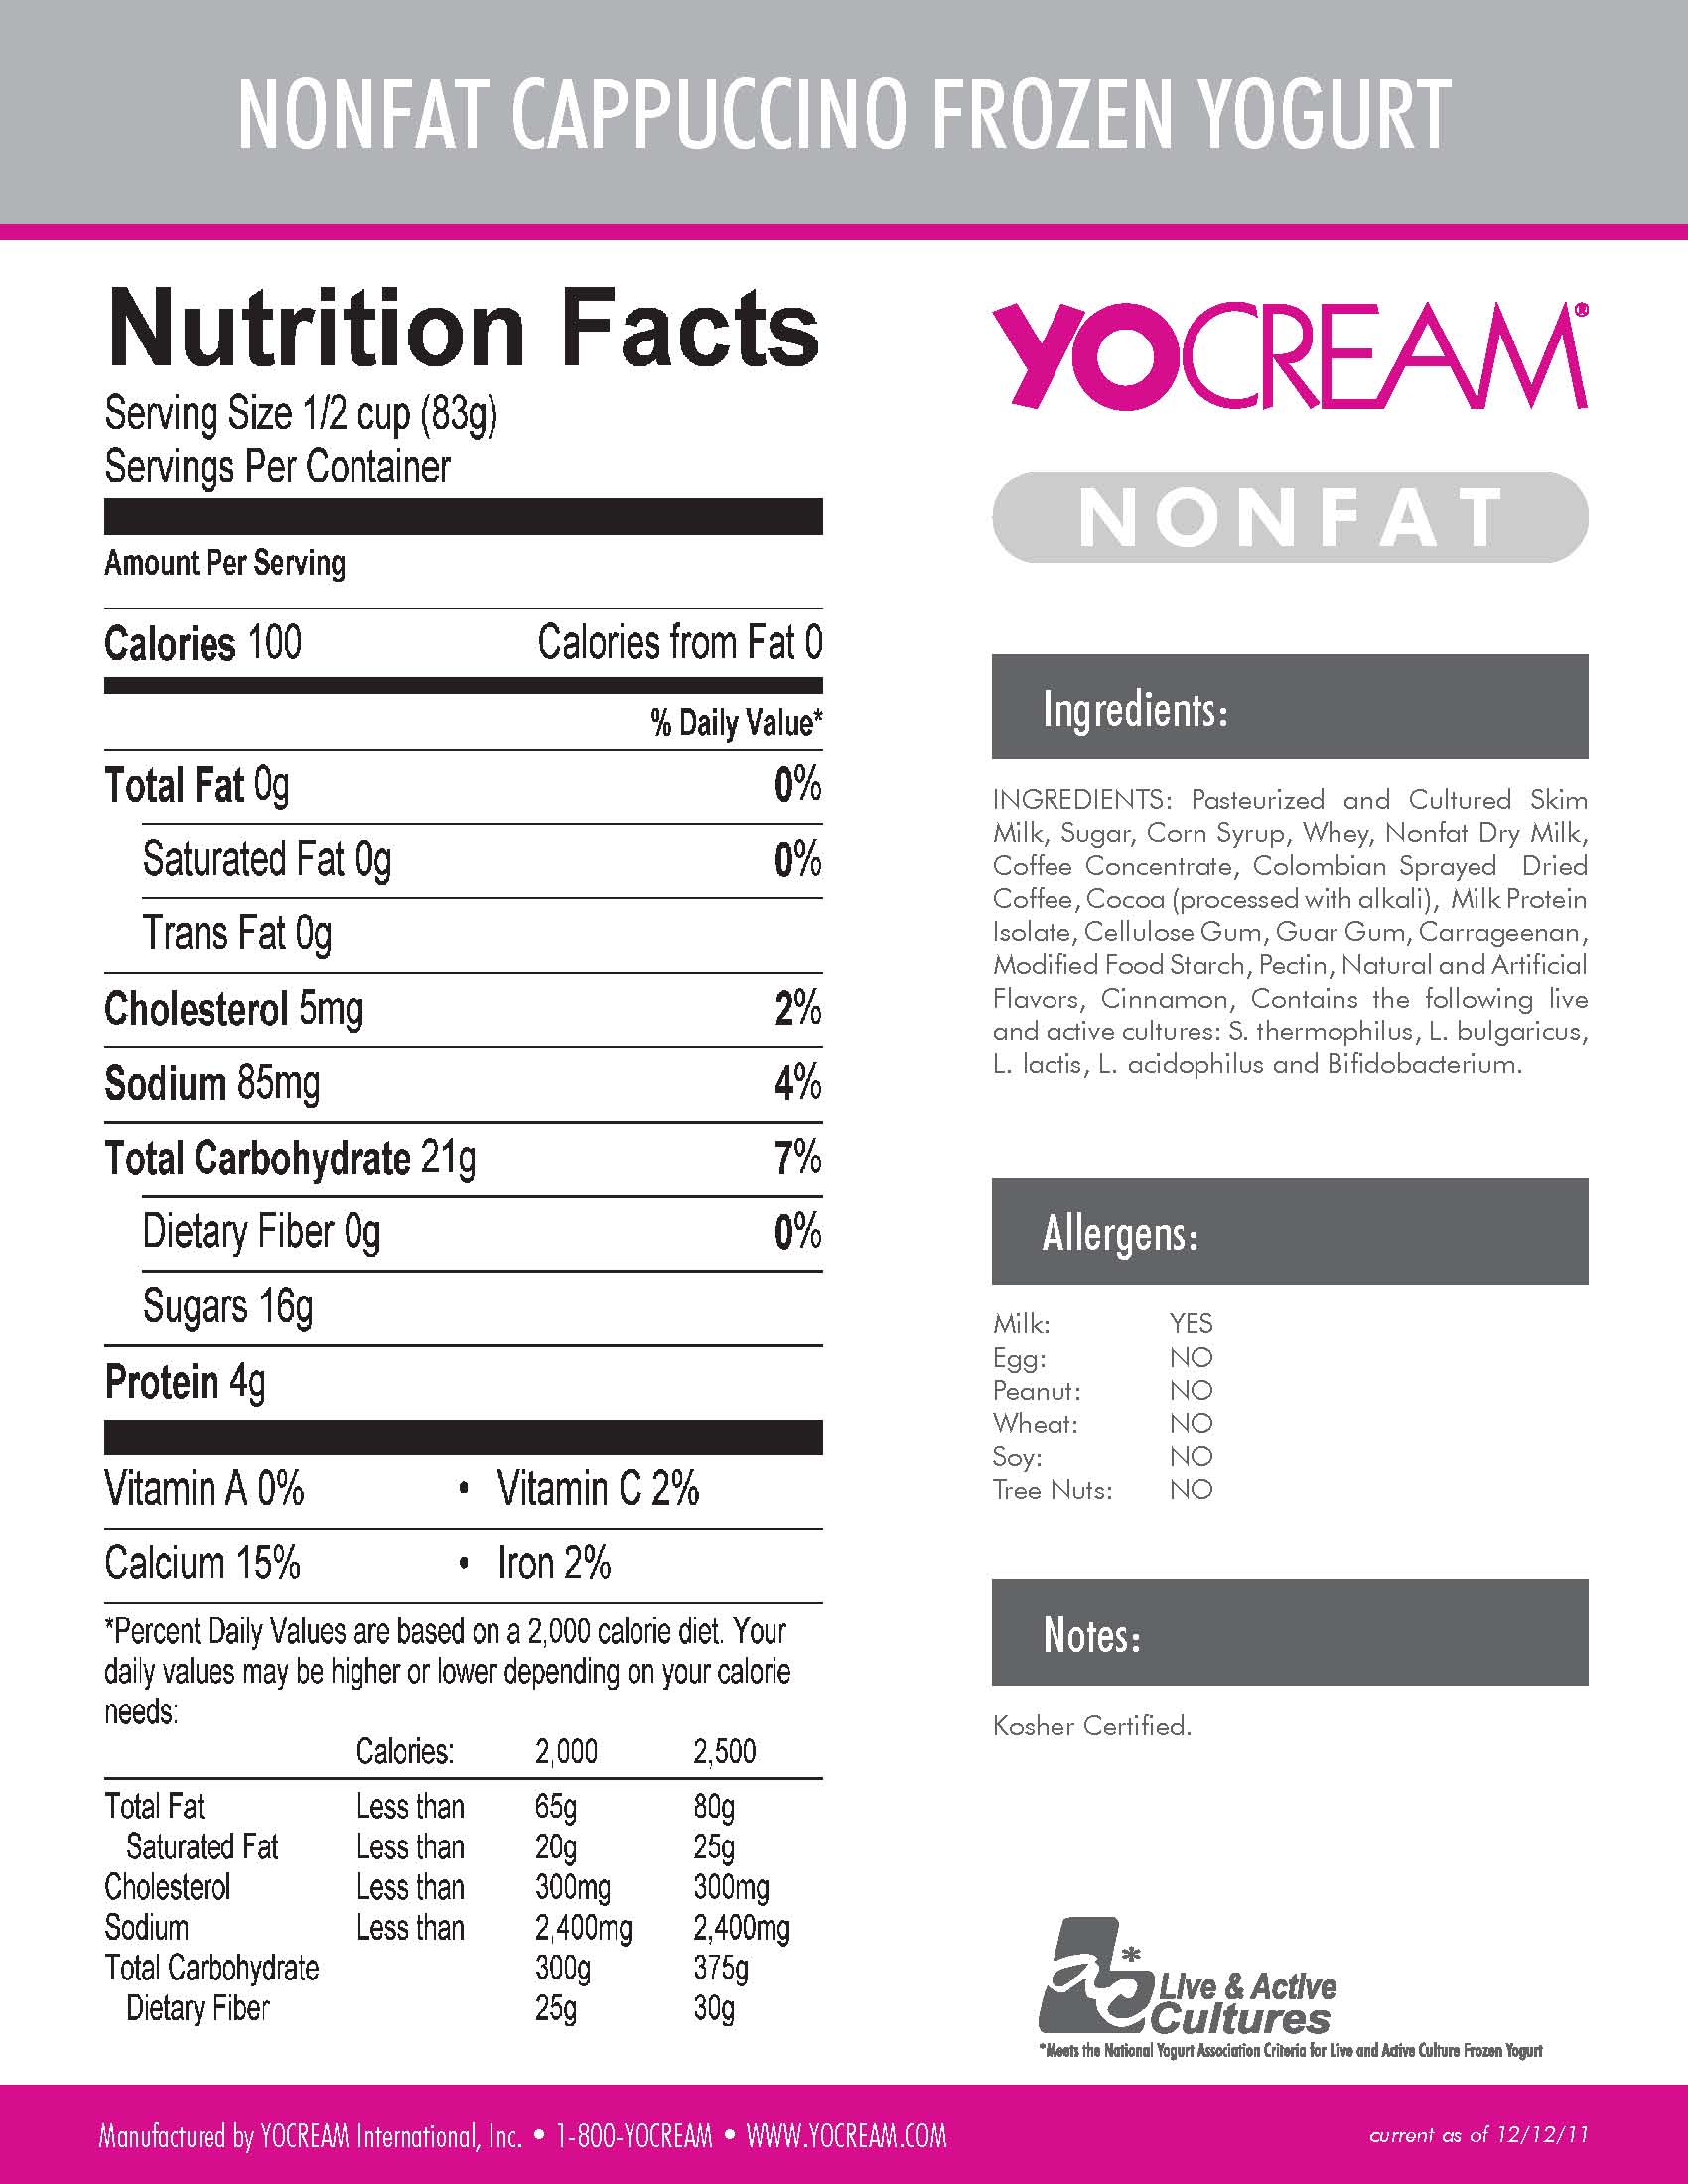 NONFAT CAPPUCCINO FROZEN YOGURT
Nutrition Facts
Serving Size 1/2 cup (83g)
Servings Per Container
Amount Per Serving
Calories 100 Calories from Fat 0
% Daily Value*
Total Fat 0g 0%
Saturated Fat 0g 0%
Trans Fat 0g
Cholesterol 5mg 2%
Sodium 85mg 4%
Total Carbohydrate 21g 7%
Dietary Fiber 0g 0%
Sugars 16g
Protein 4g
Vitamin A 0% • Vitamin C 2%
Calcium 15% • Iron 2%
*Percent Daily Values are based on a 2,000 calorie diet. Your
daily values may be higher or lower depending on your calorie
needs:
Calories: 2,000 2,500
Total Fat Less than 65g 80g
Saturated Fat Less than 20g 25g
Cholesterol Less than 300mg 300mg
Sodium Less than 2,400mg 2,400mg
Total Carbohydrate 300g 375g
Dietary Fiber 25g 30g
YOCREAM®
NONFAT
Ingredients:
INGREDIENTS: Pasteurized and Cultured Skim
Milk, Sugar, Corn Syrup, Whey, Nonfat Dry Milk,
Coffee Concentrate, Colombian Sprayed Dried
Coffee, Cocoa (processed with alkali), Milk Protein
Isolate, Cellulose Gum, Guar Gum, Carrageenan,
Modified Food Starch, Pectin, Natural and Artificial
Flavors, Cinnamon, Contains the following live
and active cultures: S. thermophilus, L. bulgaricus,
L. lactis, L. acidophilus and Bifidobacterium.
Allergens:
Milk: YES
Egg: NO
Peanut: NO
Wheat: NO
Soy: NO
Tree Nuts: NO
Notes:
Kosher Certified.
ac*
Live & Active
Cultures
*Meets the National Yogurt Association Criteria for Live and Active Culture Frozen Yogurt
Manufactured by YOCREAM International, Inc. • 1-800-YOCREAM • WWW.YOCREAM.COM
current as of 12/12/11